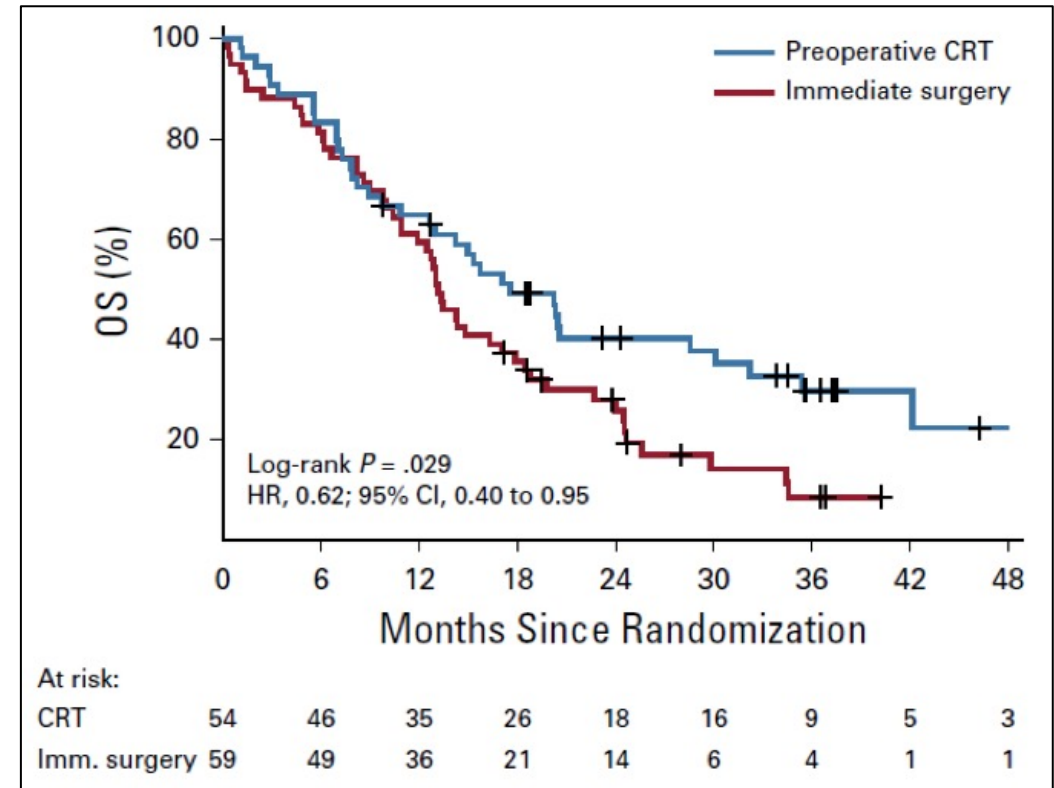 100
80
60
40
20
OS (%)
Preoperative CRT
Immediate surgery
Log-rank P = .029
HR, 0.62; 95% CI, 0.40 to 0.95
0 6 12 18 24 30 36 42 48
Months Since Randomization
At risk:
CRT 54 46 35 26 18 16 9 5 3
Imm. surgery 59 49 36 21 14 6 4 1 1